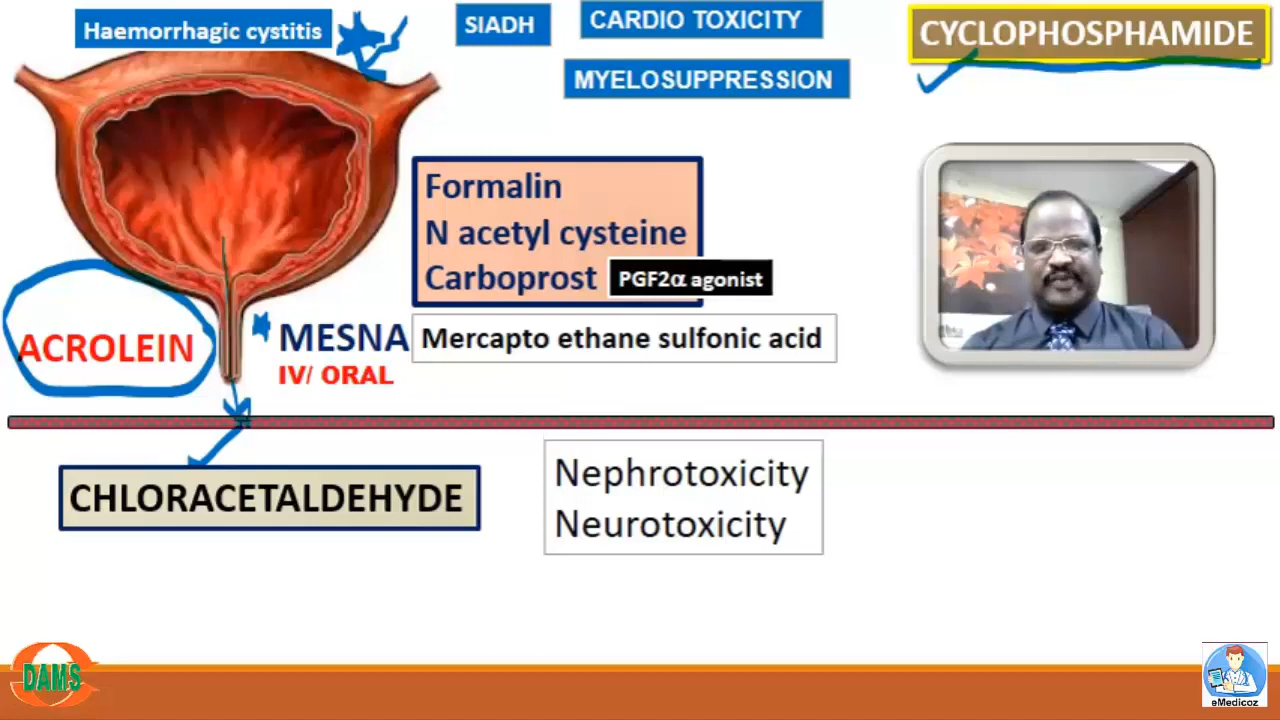 Haemorrhagic cystitis
SIADH
CARDIO TOXICITY
CYCLOPHOSPHAMIDE
MYELOSUPPRESSION
Formalin
N acetyl cysteine
Carboprost
PGF2α agonist
ACROLEIN
MESNA
Mercapto ethane sulfonic acid
IV/ ORAL
CHLORACETALDEHYDE
Nephrotoxicity
Neurotoxicity
DAMS
eMedicoz